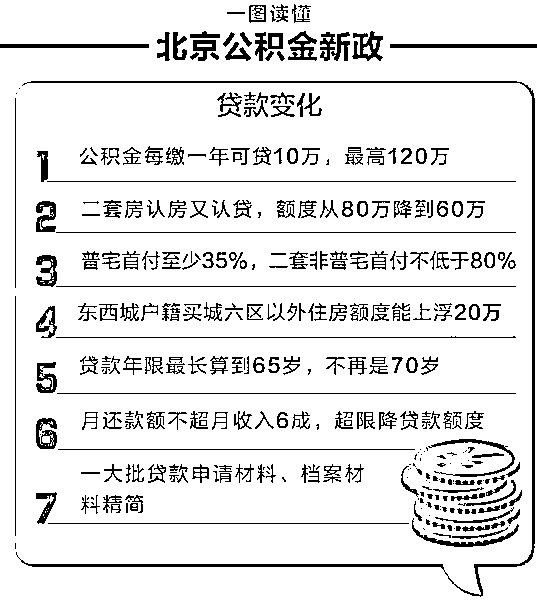 一图读懂
北京公积金新政
贷款变化
1 公积金每缴一年可贷10万，最高120万
2 二套房认房又认贷，额度从80万降到60万
3 普宅首付至少35%，二套非普宅首付不低于80%
4 东西城户籍买城六区以外住房额度能上浮20万
5 贷款年限最长算到65岁，不再是70岁
6 月还款额不超月收入6成，超限降贷款额度
7 一大批贷款申请材料、档案材
料精简